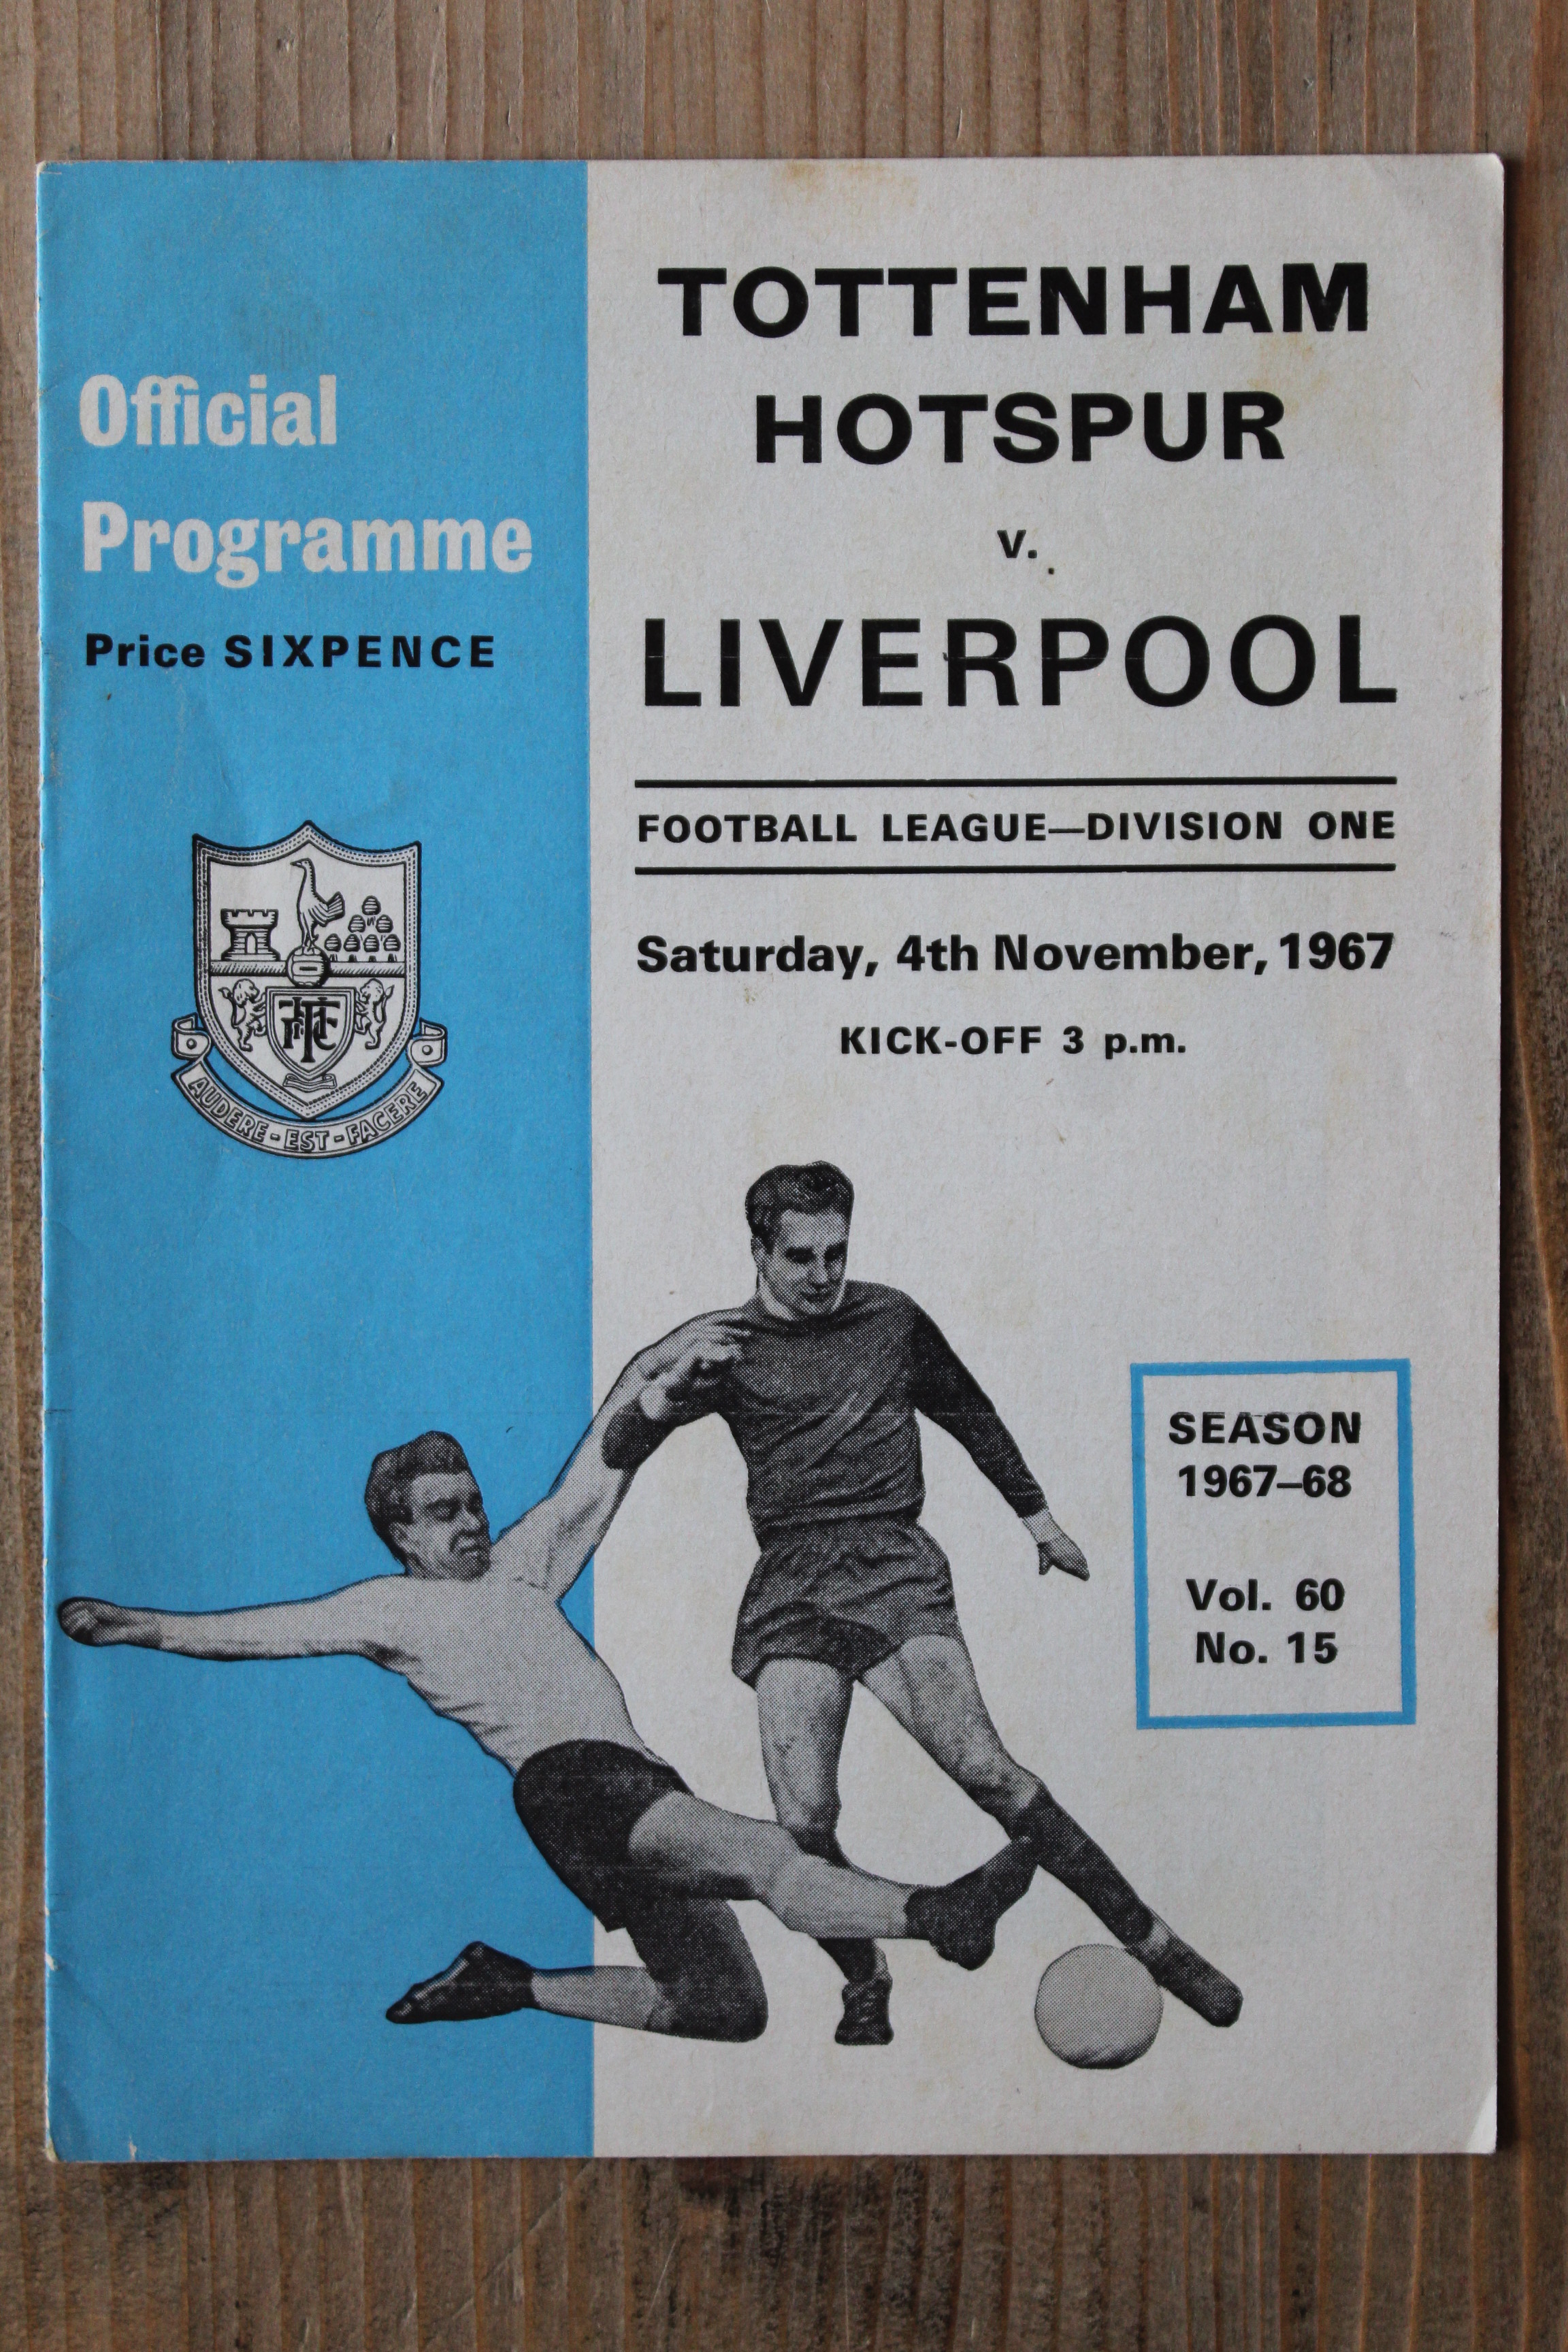 Official
Programme
Price SIXPENCE
AUDERE-EST-FACERE
TOTTENHAM
HOTSPUR
v.
LIVERPOOL
FOOTBALL LEAGUE—DIVISION ONE
Saturday, 4th November, 1967
KICK-OFF 3 p.m.
SEASON
1967–68
Vol. 60
No. 15